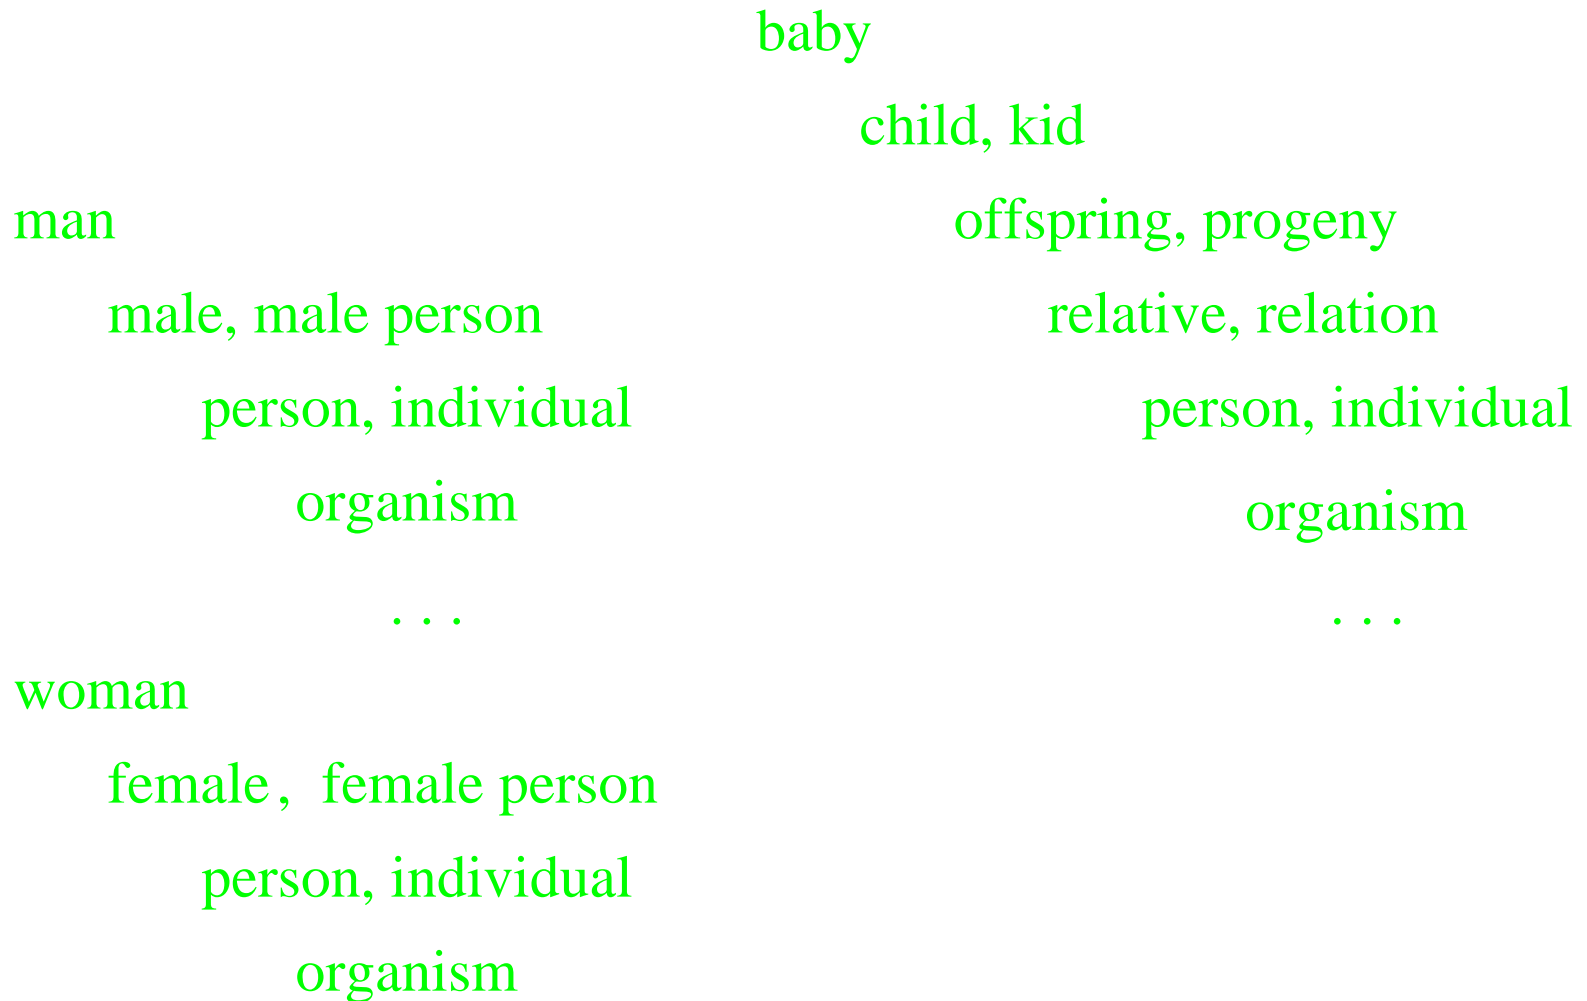 baby
child, kid
offspring, progeny
relative, relation
person, individual
organism
. . .
man
male, male person
person, individual
organism
. . .
woman
female, female person
person, individual
organism